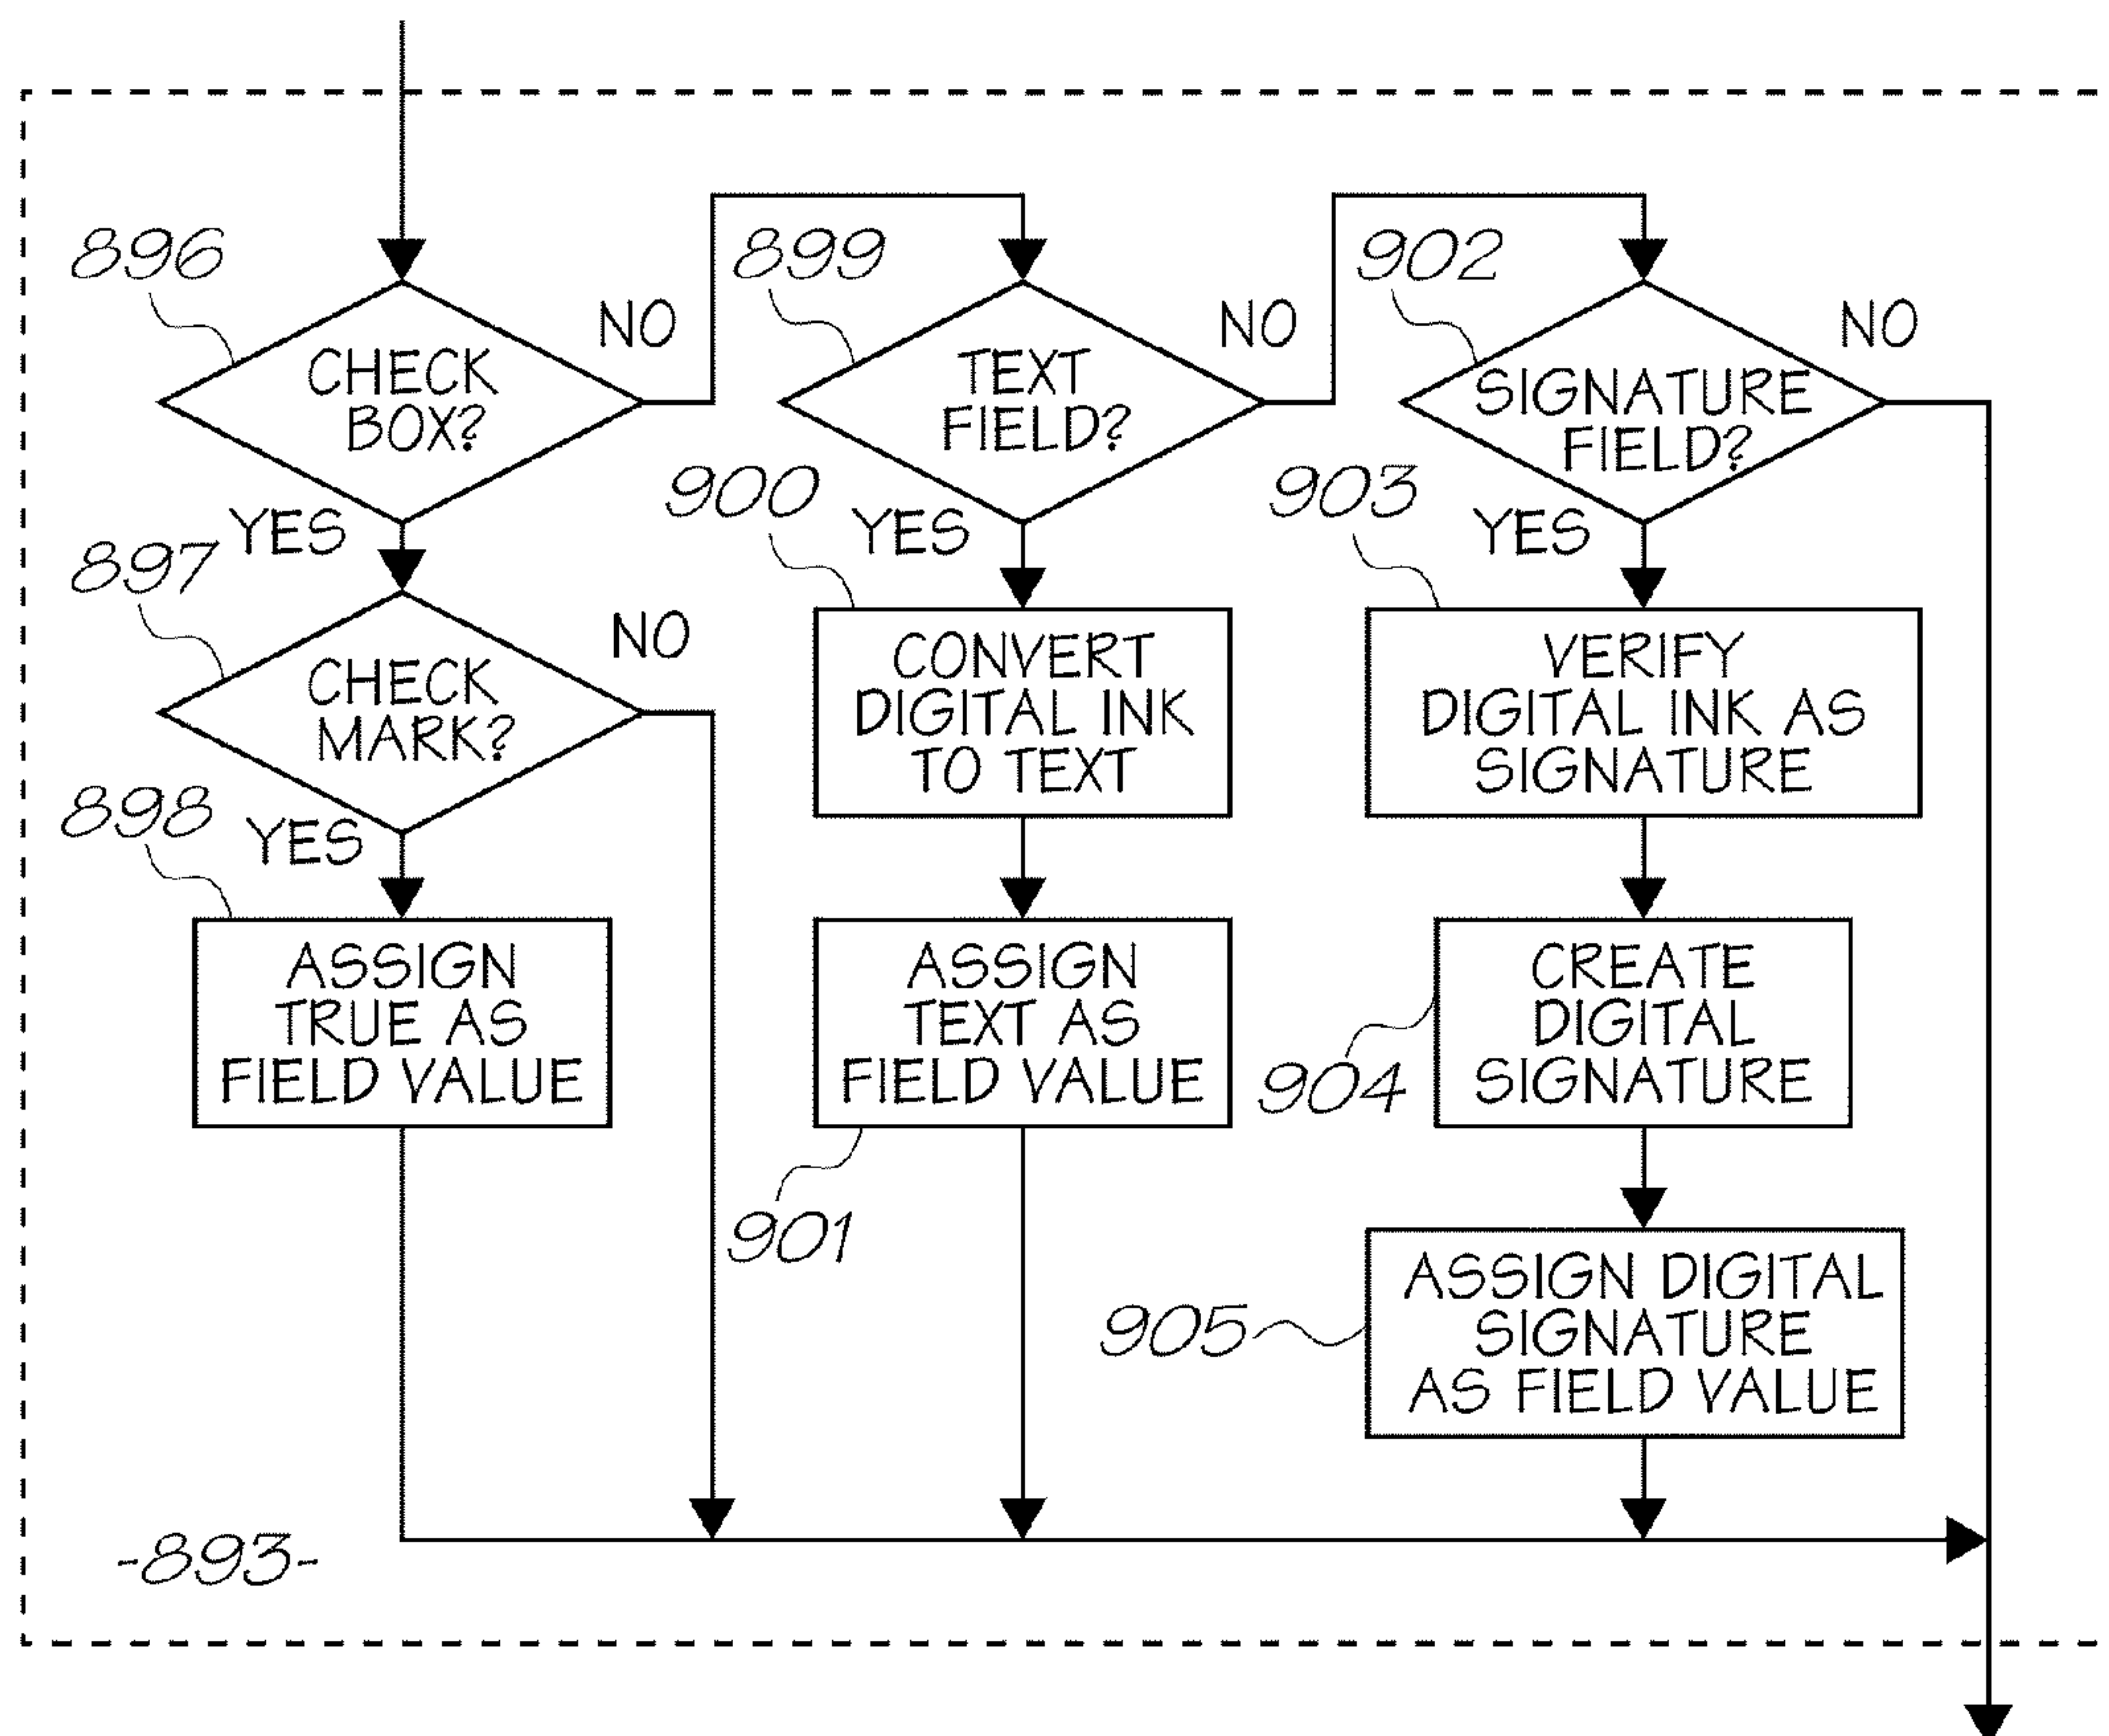 896
CHECK
BOX?
NO
YES
897
CHECK
MARK?
NO
YES
898
ASSIGN
TRUE AS
FIELD VALUE
899
TEXT
FIELD?
NO
YES
900
CONVERT
DIGITAL INK
TO TEXT
ASSIGN
TEXT AS
FIELD VALUE
901
902
SIGNATURE
FIELD?
NO
YES
903
VERIFY
DIGITAL INK AS
SIGNATURE
CREATE
DIGITAL
SIGNATURE
904
ASSIGN DIGITAL
SIGNATURE
AS FIELD VALUE
905
-893-